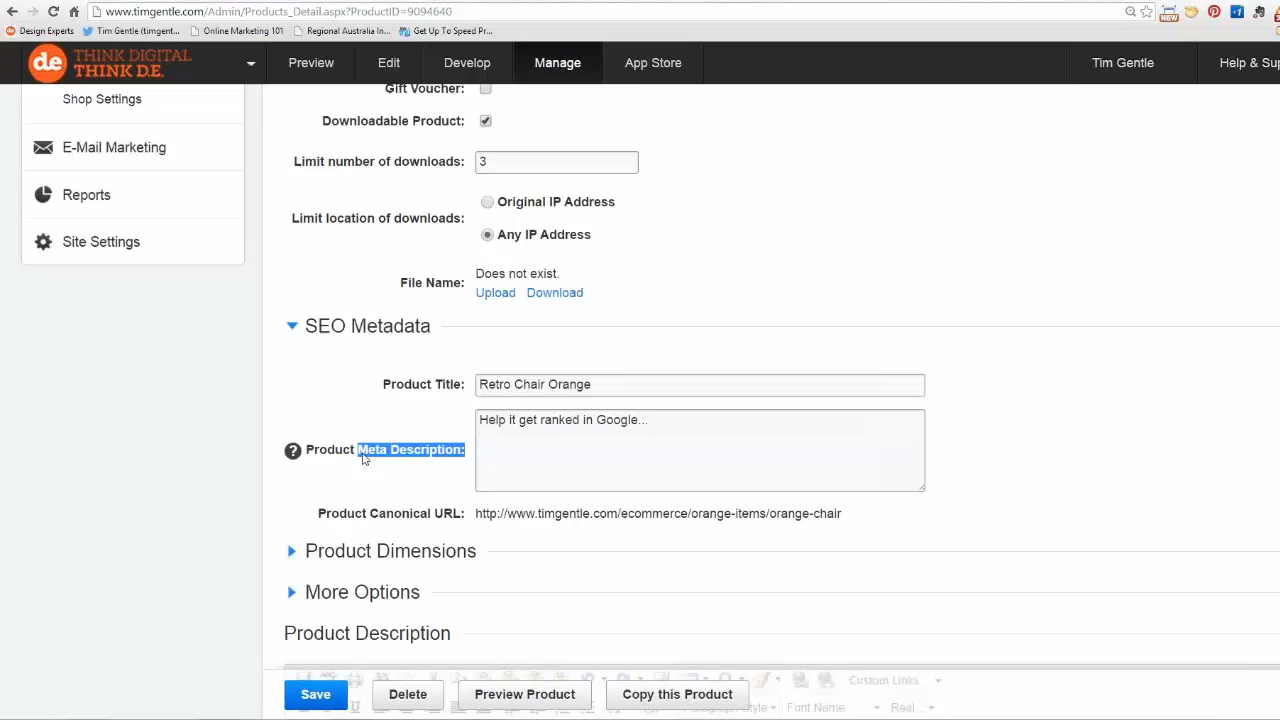 www.timgentle.com/Admin/Products_Detail.aspx?ProductID=9094640
Design Experts Tim Gentle (timgent... Online Marketing 101 Regional Australia In... Get Up To Speed Pr...
NEW
de THINK DIGITAL
THINK D.E.
Preview Edit Develop Manage App Store Tim Gentle Help & Sup
Shop Settings
E-Mail Marketing
Reports
Site Settings
Gift Voucher:
Downloadable Product:
Limit number of downloads: 3
Limit location of downloads:
Original IP Address
Any IP Address
File Name:
Does not exist.
Upload Download
SEO Metadata
Product Title: Retro Chair Orange
Product Meta Description: Help it get ranked in Google...
Product Canonical URL: http://www.timgentle.com/ecommerce/orange-items/orange-chair
Product Dimensions
More Options
Product Description
Custom Links
Save Delete Preview Product Copy this Product
Font Name Real...